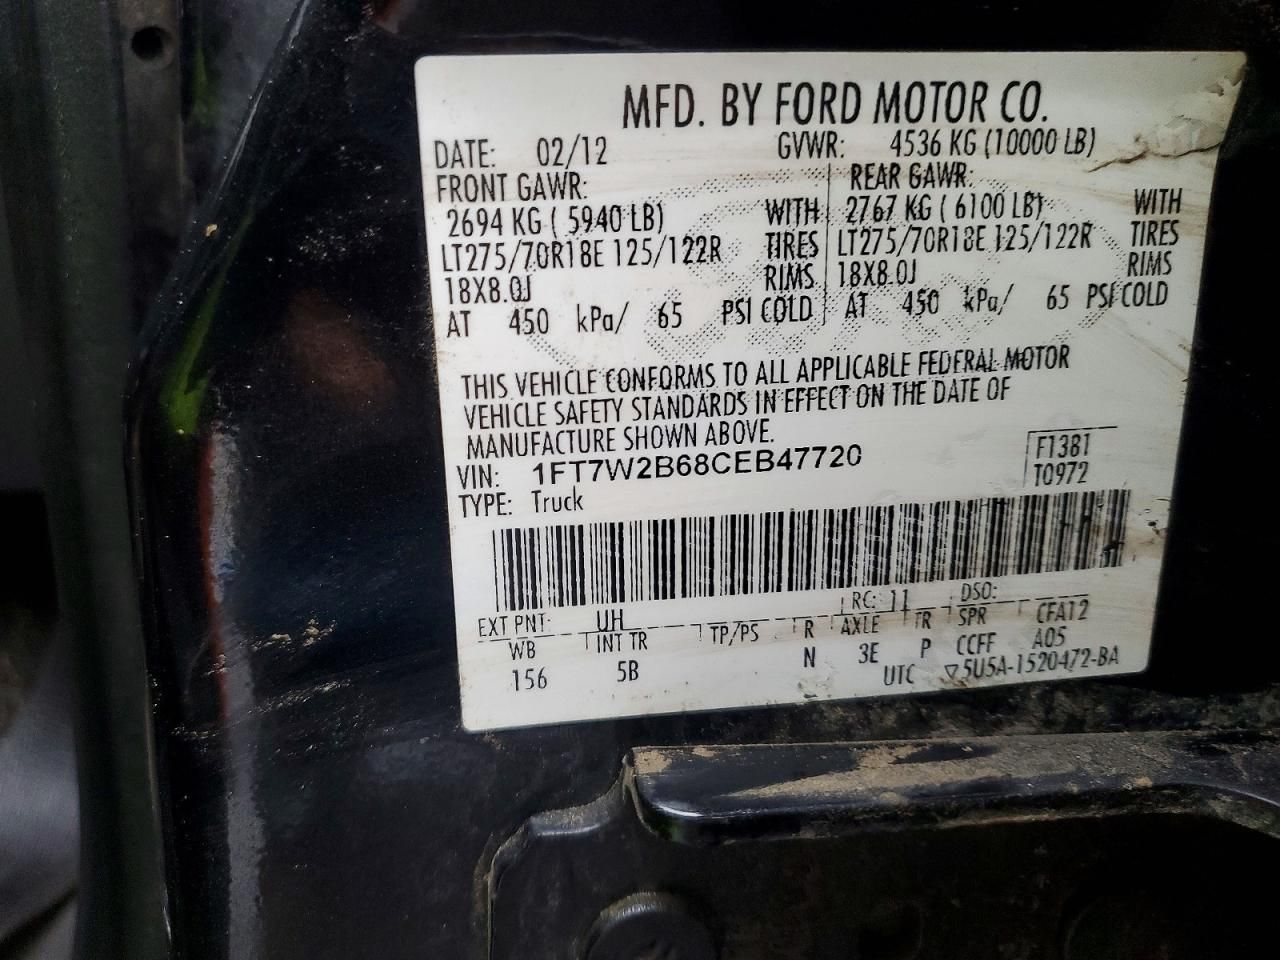 MFD. BY FORD MOTOR CO.
DATE: 02/12 GVWR: 4536 KG (10000 LB)
FRONT GAWR: REAR GAWR:
2694 KG ( 5940 LB) WITH 2767 KG ( 6100 LB) WITH
LT275/70R18E 125/122R TIRES LT275/70R18E 125/122R TIRES
18X8.0J RIMS 18X8.0J RIMS
AT 450 kPa/ 65 PSI COLD AT 450 kPa/ 65 PSI COLD
THIS VEHICLE CONFORMS TO ALL APPLICABLE FEDERAL MOTOR
VEHICLE SAFETY STANDARDS IN EFFECT ON THE DATE OF
MANUFACTURE SHOWN ABOVE.
VIN: 1FT7W2B68CEB47720 F1381
TYPE: Truck T0972
EXT PNT: UH RC: 11 DSO:
WB INT TR TP/PS R AXLE TR SPR CFA12
156 5B N 3E P CCFF A05
UTC ▽5U5A-1520472-BA